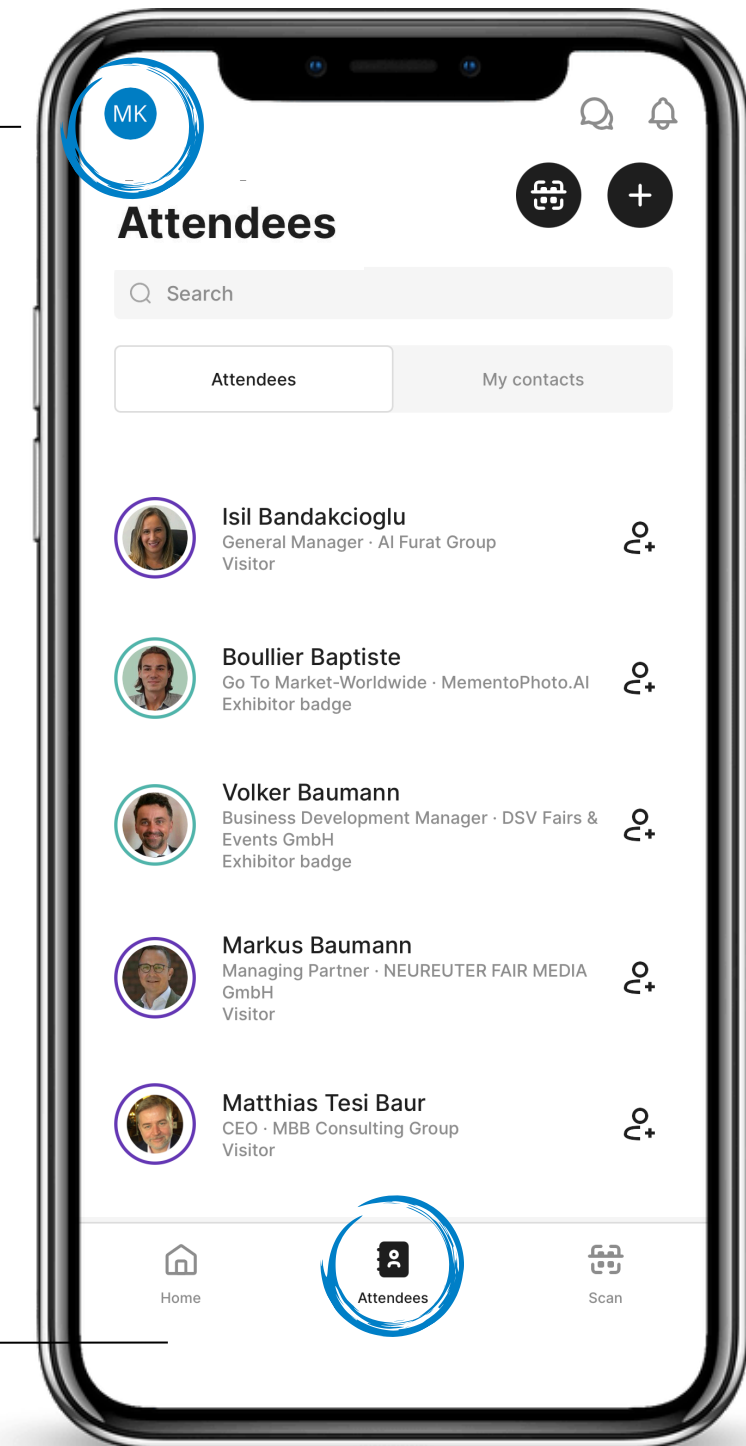 MK
Attendees
Search
Attendees
My contacts
Isil Bandakcioglu
General Manager · Al Furat Group
Visitor
Boullier Baptiste
Go To Market-Worldwide · MementoPhoto.AI
Exhibitor badge
Volker Baumann
Business Development Manager · DSV Fairs &
Events GmbH
Exhibitor badge
Markus Baumann
Managing Partner · NEUREUTER FAIR MEDIA
GmbH
Visitor
Matthias Tesi Baur
CEO · MBB Consulting Group
Visitor
Home
Attendees
Scan